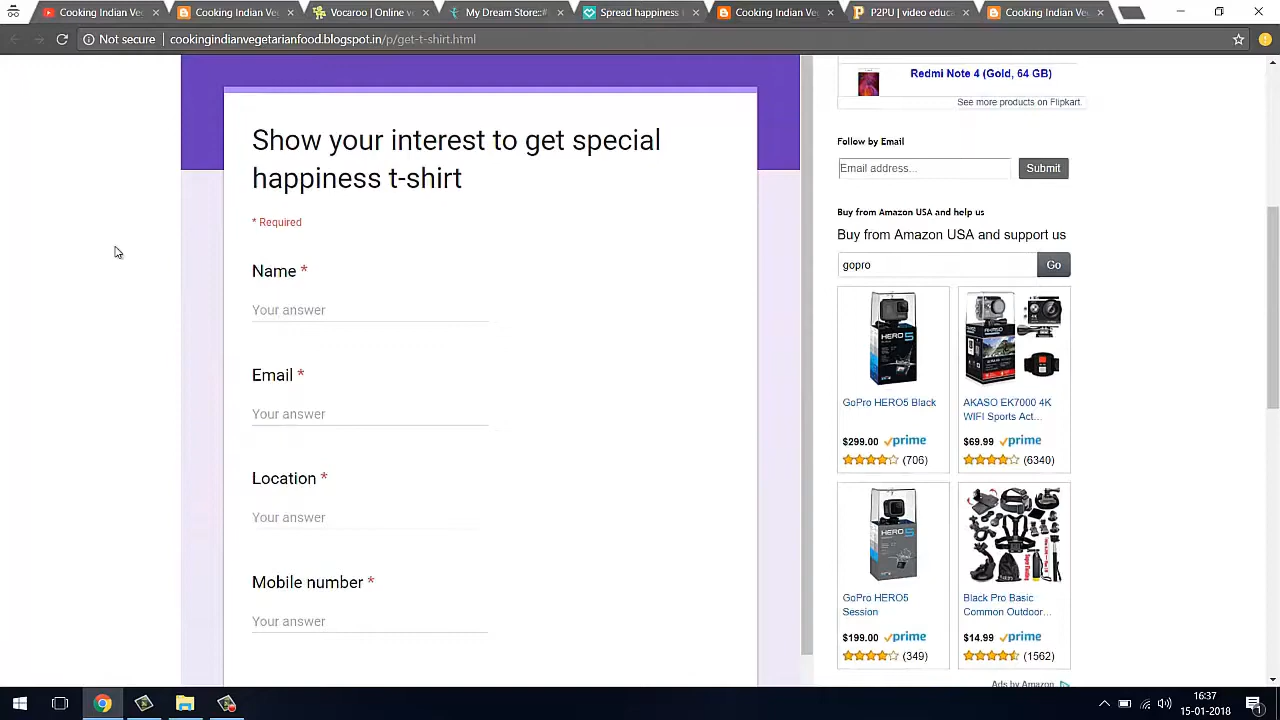 Cooking Indian Ve
Cooking Indian Ve
Vocaroo | Online v
My Dream Store::#
Spread happiness
Cooking Indian Ve
P2PU | video educa
Cooking Indian Ve
Not secure
cookingindianvegetarianfood.blogspot.in/p/get-t-shirt.html
Show your interest to get special
happiness t-shirt
* Required
Name *
Your answer
Email *
Your answer
Location *
Your answer
Mobile number *
Your answer
Redmi Note 4 (Gold, 64 GB)
See more products on Flipkart.
Follow by Email
Email address...
Submit
Buy from Amazon USA and help us
Buy from Amazon USA and support us
gopro
Go
HERO5
GoPro HERO5 Black
$299.00 prime
(706)
AKASO EK7000 4K
WIFI Sports Act...
$69.99 prime
(6340)
HERO5
GoPro HERO5
Session
$199.00 prime
(349)
Black Pro Basic
Common Outdoor...
$14.99 prime
(1562)
Ads by Amazon
16:37
15-01-2018
1